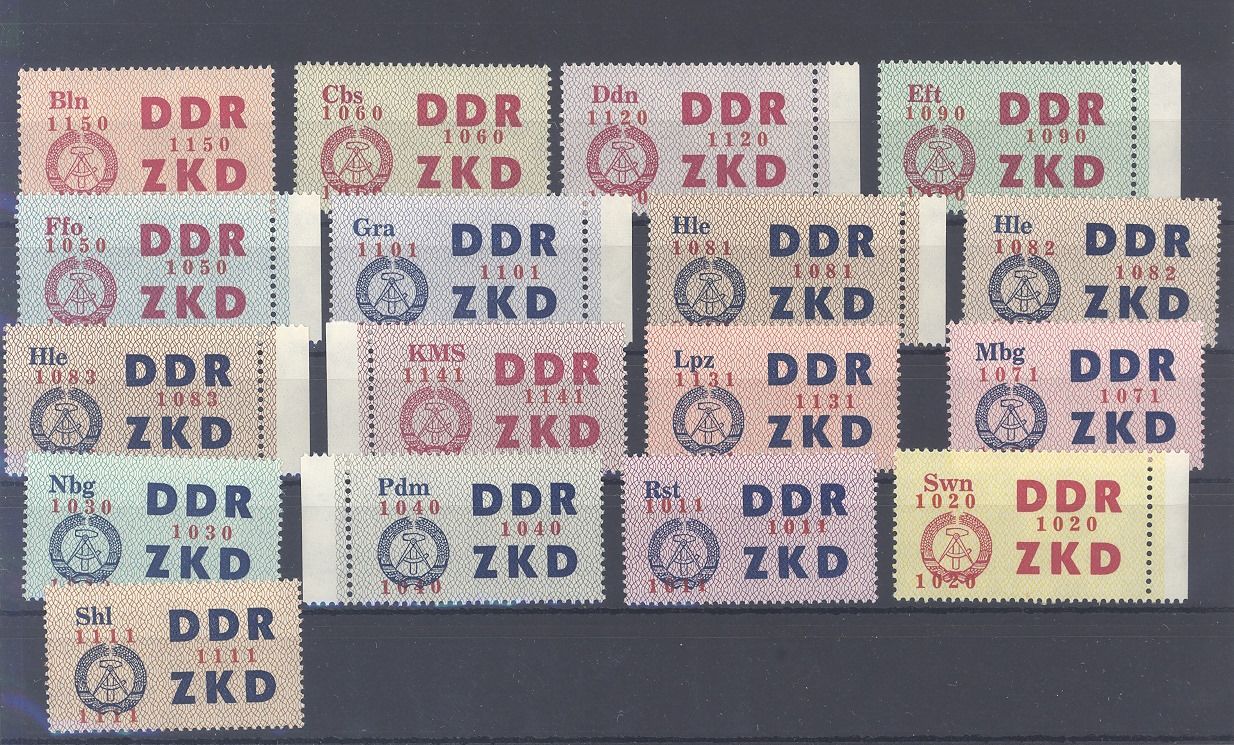 Bln
1150 DDR
1150
ZKD
Cbs
1060 DDR
1060
ZKD
Ddn
1120 DDR
1120
ZKD
Eft
1090 DDR
1090
ZKD
Ffo
1050 DDR
1050
ZKD
Gra
1101 DDR
1101
ZKD
Hle
1081 DDR
1081
ZKD
Hle
1082 DDR
1082
ZKD
Hle
1083 DDR
1083
ZKD
KMS
1141 DDR
1141
ZKD
Lpz
1131 DDR
1131
ZKD
Mbg
1071 DDR
1071
ZKD
Nbg
1030 DDR
1030
ZKD
Pdm
1040 DDR
1040
ZKD
1040
Rst
1011 DDR
1011
ZKD
1011
Swn
1020 DDR
1020
ZKD
1020
Shl
1111 DDR
1111
ZKD
1111